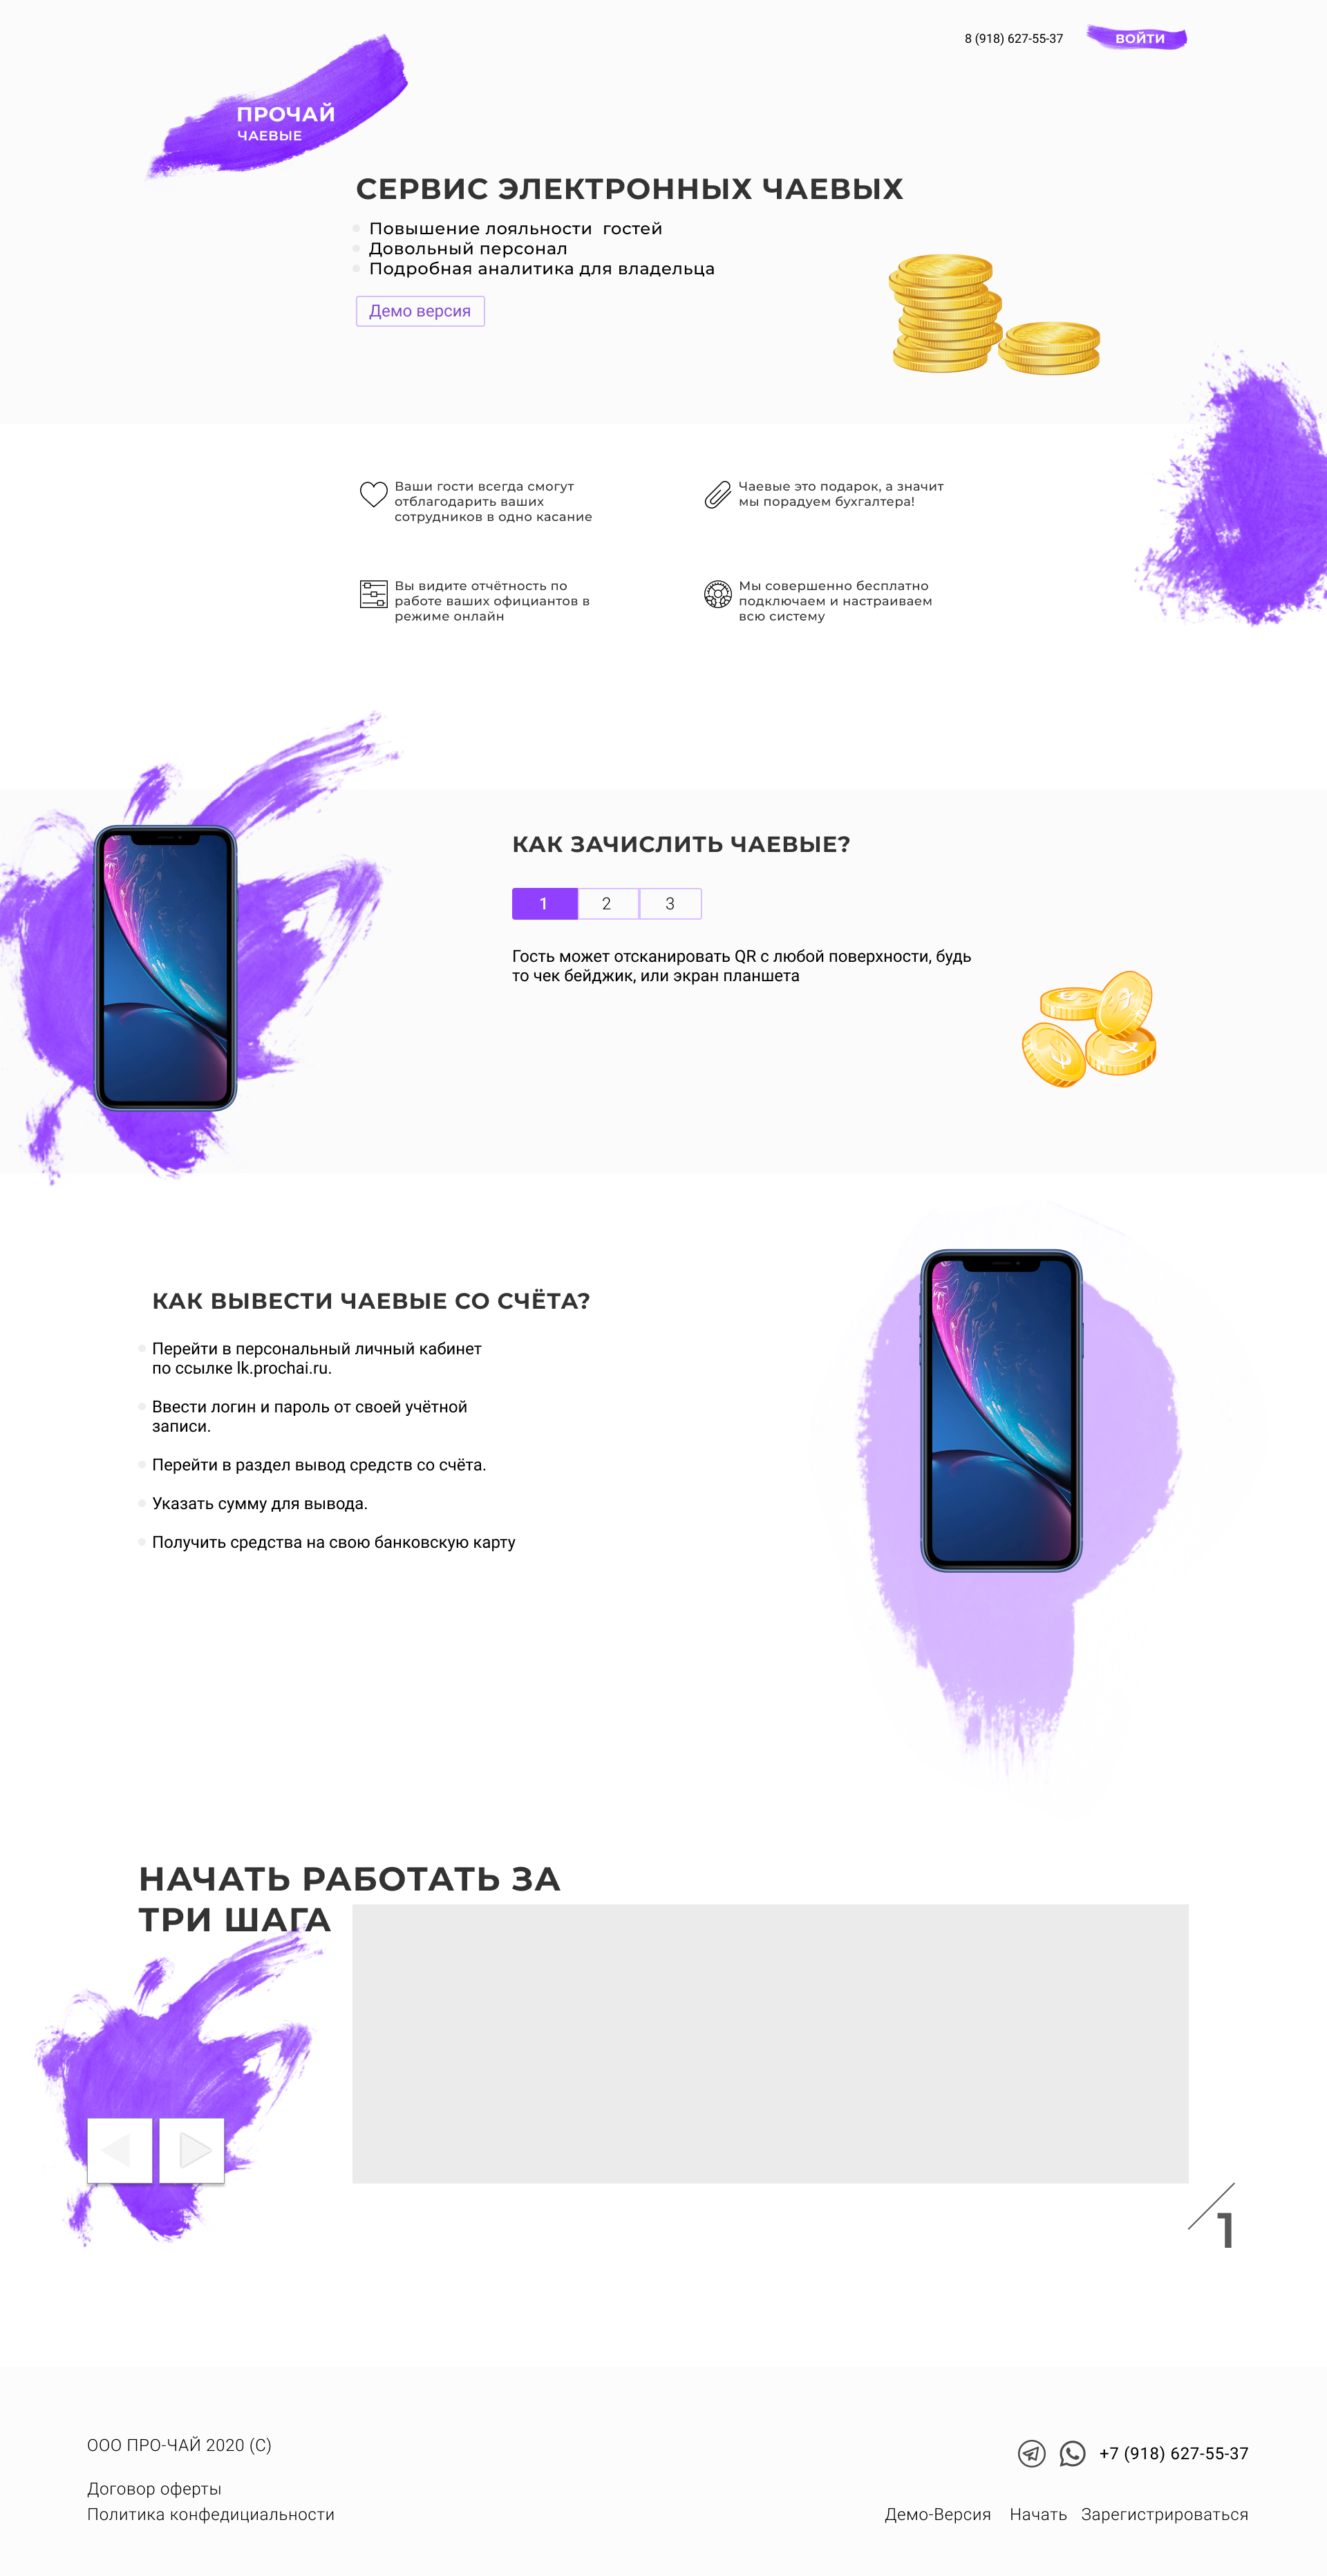 8 (918) 627-55-37
ВОЙТИ
ПРОЧАЙ
ЧАЕВЫЕ
СЕРВИС ЭЛЕКТРОННЫХ ЧАЕВЫХ
Повышение лояльности гостей
Довольный персонал
Подробная аналитика для владельца
Демо версия
Ваши гости всегда смогут
отблагодарить ваших
сотрудников в одно касание
Чаевые это подарок, а значит
мы порадуем бухгалтера!
Вы видите отчётность по
работе ваших официантов в
режиме онлайн
Мы совершенно бесплатно
подключаем и настраиваем
всю систему
КАК ЗАЧИСЛИТЬ ЧАЕВЫЕ?
1 2 3
Гость может отсканировать QR с любой поверхности, будь
то чек бейджик, или экран планшета
КАК ВЫВЕСТИ ЧАЕВЫЕ СО СЧЁТА?
Перейти в персональный личный кабинет
по ссылке lk.prochai.ru.
Ввести логин и пароль от своей учётной
записи.
Перейти в раздел вывод средств со счёта.
Указать сумму для вывода.
Получить средства на свою банковскую карту
НАЧАТЬ РАБОТАТЬ ЗА
ТРИ ШАГА
1
ООО ПРО-ЧАЙ 2020 (С)
Договор оферты
Политика конфедициальности
+7 (918) 627-55-37
Демо-Версия Начать Зарегистрироваться